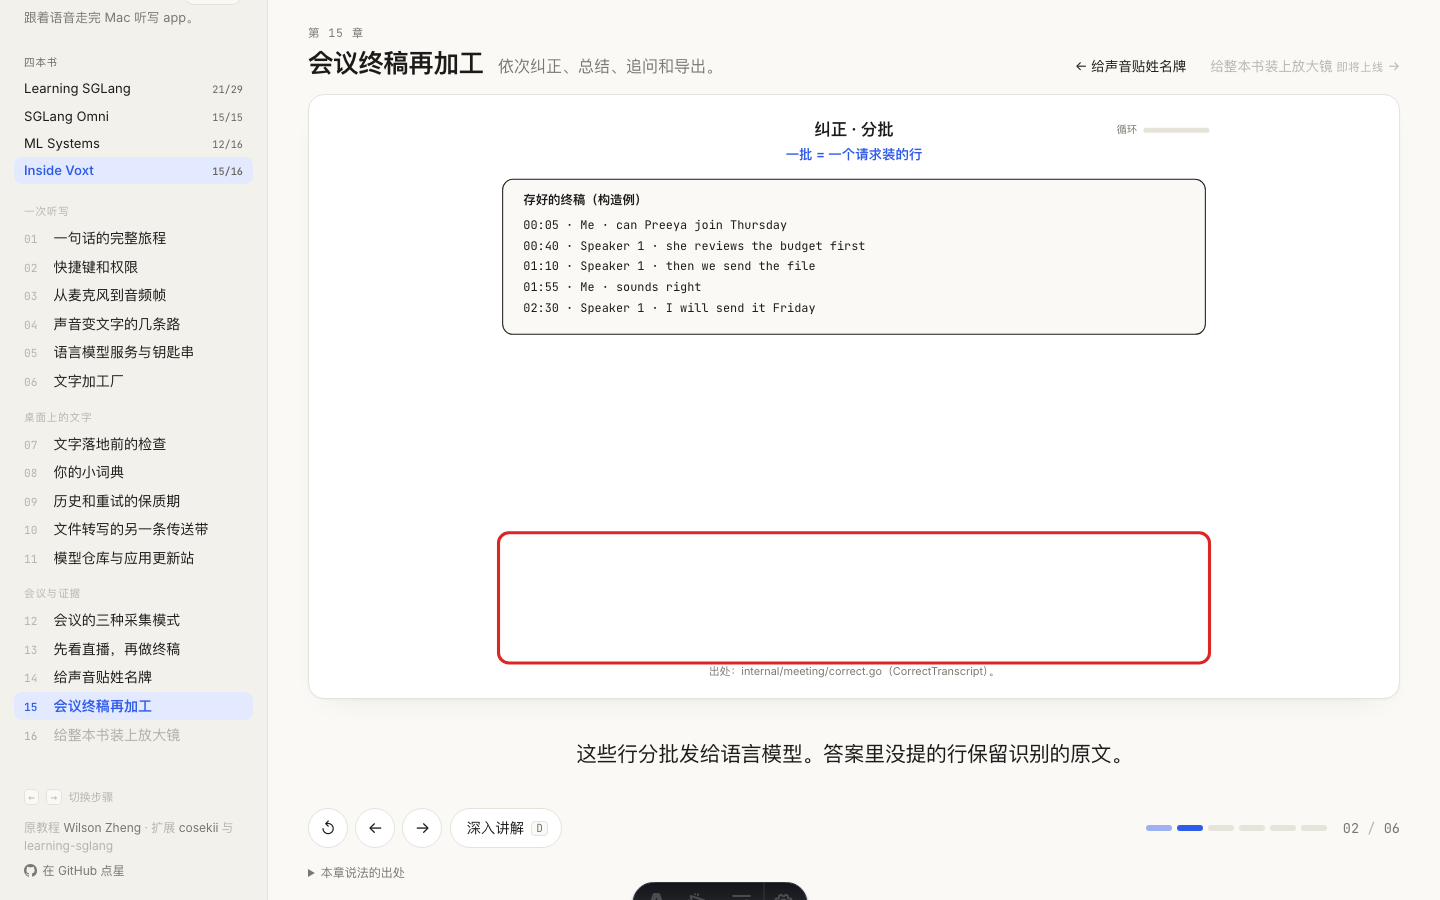 跟着语音走完 Mac 听写 app。
四本书
Learning SGLang 21/29
SGLang Omni 15/15
ML Systems 12/16
Inside Voxt 15/16
一次听写
01 一句话的完整旅程
02 快捷键和权限
03 从麦克风到音频帧
04 声音变文字的几条路
05 语言模型服务与钥匙串
06 文字加工厂
桌面上的文字
07 文字落地前的检查
08 你的小词典
09 历史和重试的保质期
10 文件转写的另一条传送带
11 模型仓库与应用更新站
会议与证据
12 会议的三种采集模式
13 先看直播，再做终稿
14 给声音贴姓名牌
15 会议终稿再加工
16 给整本书装上放大镜
← → 切换步骤
原教程 Wilson Zheng · 扩展 cosekii 与
learning-sglang
在 GitHub 点星
第 15 章
会议终稿再加工 依次纠正、总结、追问和导出。
← 给声音贴姓名牌 给整本书装上放大镜 即将上线 →
纠正 · 分批
循环
一批 = 一个请求装的行
存好的终稿（构造例）
00:05 · Me · can Preeya join Thursday
00:40 · Speaker 1 · she reviews the budget first
01:10 · Speaker 1 · then we send the file
01:55 · Me · sounds right
02:30 · Speaker 1 · I will send it Friday
出处：internal/meeting/correct.go（CorrectTranscript）。
这些行分批发给语言模型。答案里没提的行保留识别的原文。
深入讲解 D
02 / 06
▶ 本章说法的出处